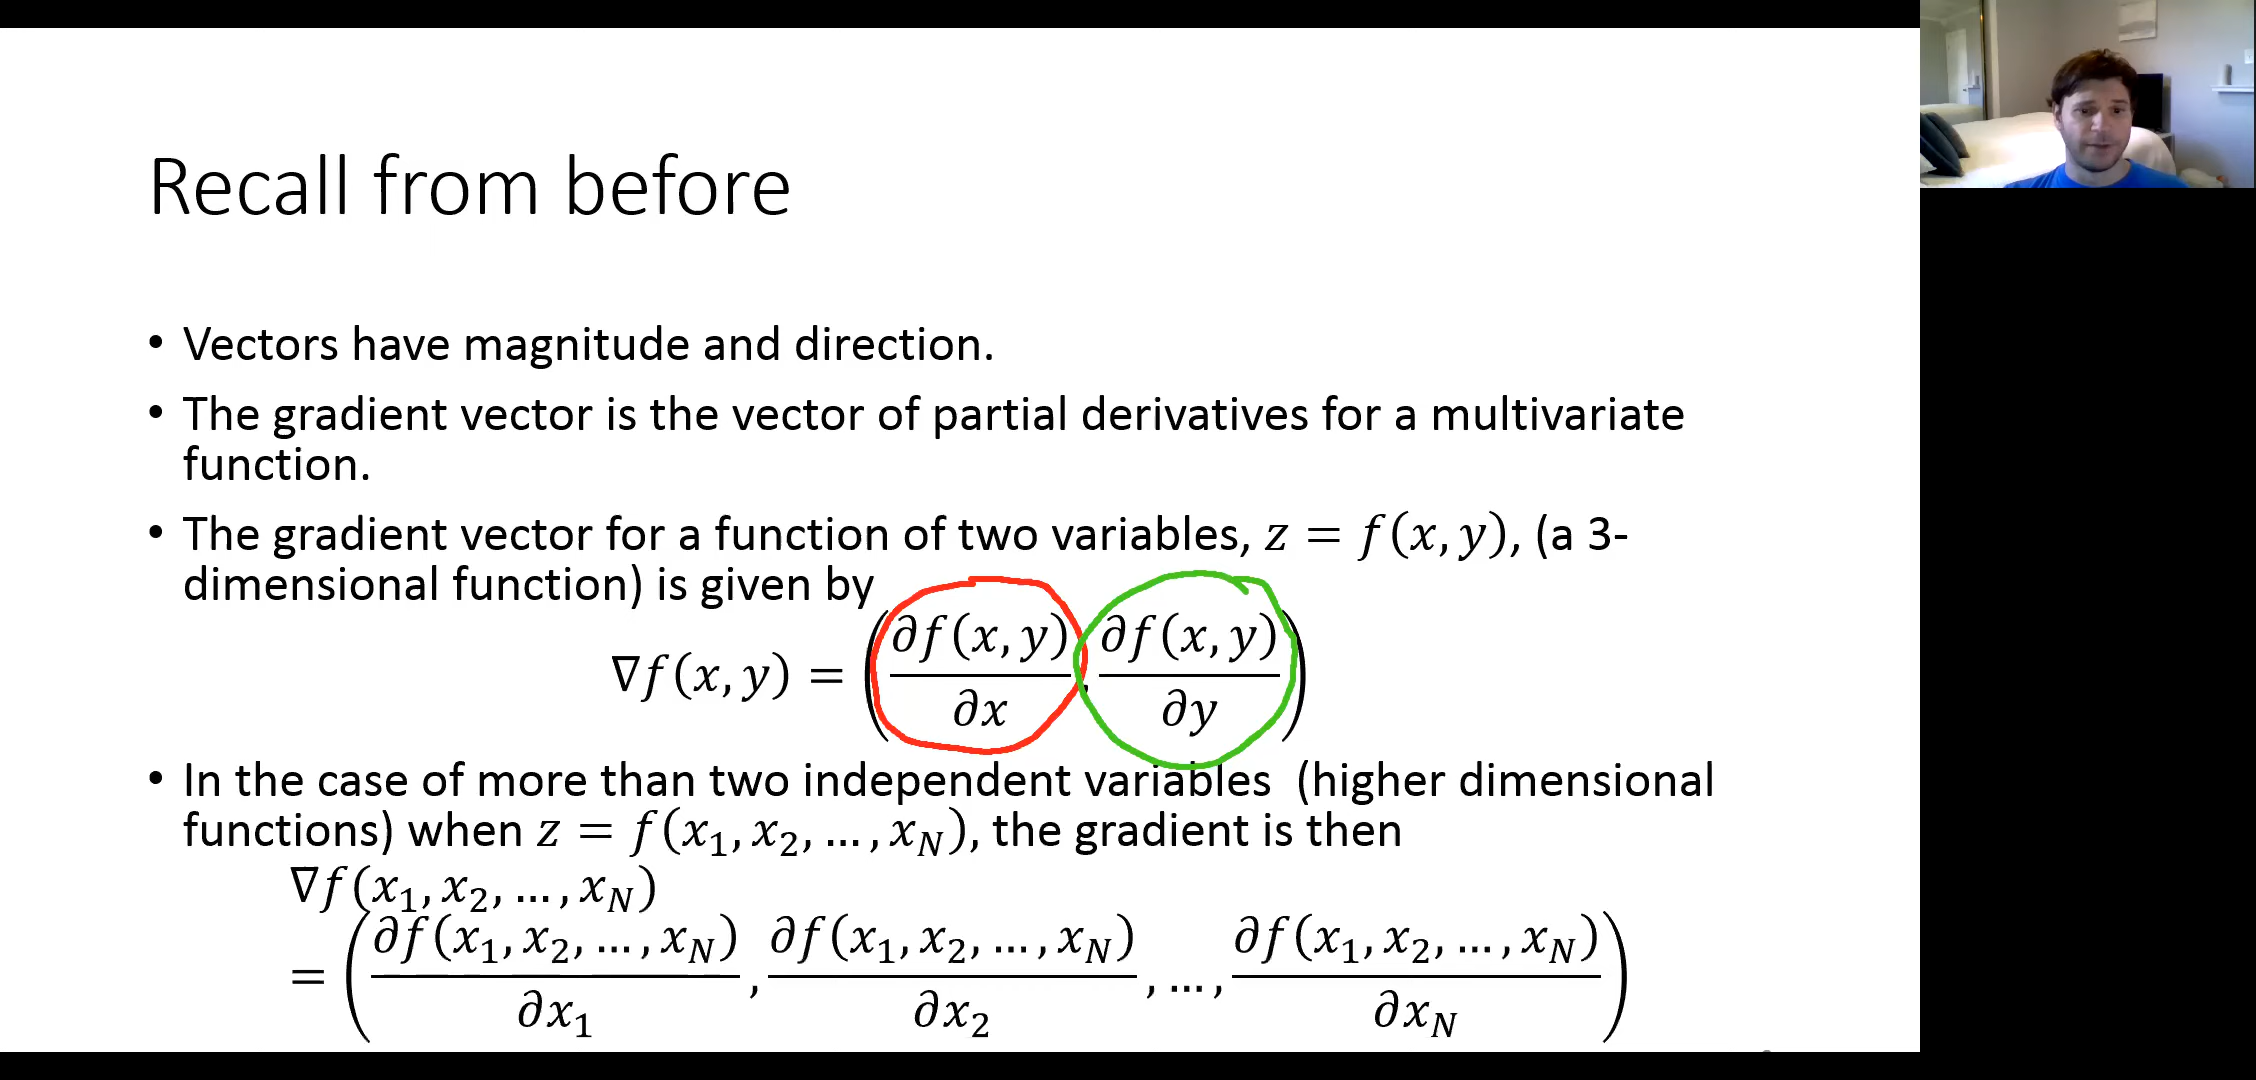 Recall from before
• Vectors have magnitude and direction.
• The gradient vector is the vector of partial derivatives for a multivariate
function.
• The gradient vector for a function of two variables, z = f(x, y), (a 3-
dimensional function) is given by
∇f(x, y) = (∂f(x, y)/∂x, ∂f(x, y)/∂y)
• In the case of more than two independent variables (higher dimensional
functions) when z = f(x₁, x₂, … , x_N), the gradient is then
∇f(x₁, x₂, … , x_N)
= (∂f(x₁, x₂, … , x_N)/∂x₁, ∂f(x₁, x₂, … , x_N)/∂x₂, … , ∂f(x₁, x₂, … , x_N)/∂x_N)